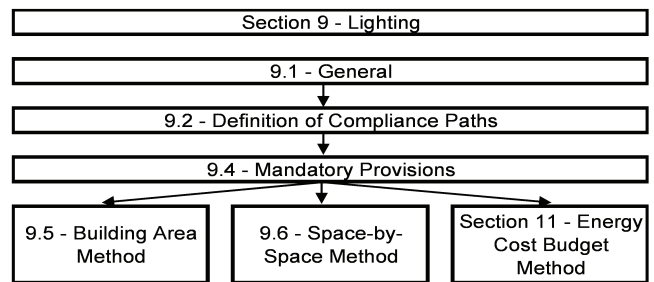 Section 9 - Lighting
9.1 - General
9.2 - Definition of Compliance Paths
9.4 - Mandatory Provisions
9.5 - Building Area
Method
9.6 - Space-by-
Space Method
Section 11 - Energy
Cost Budget
Method